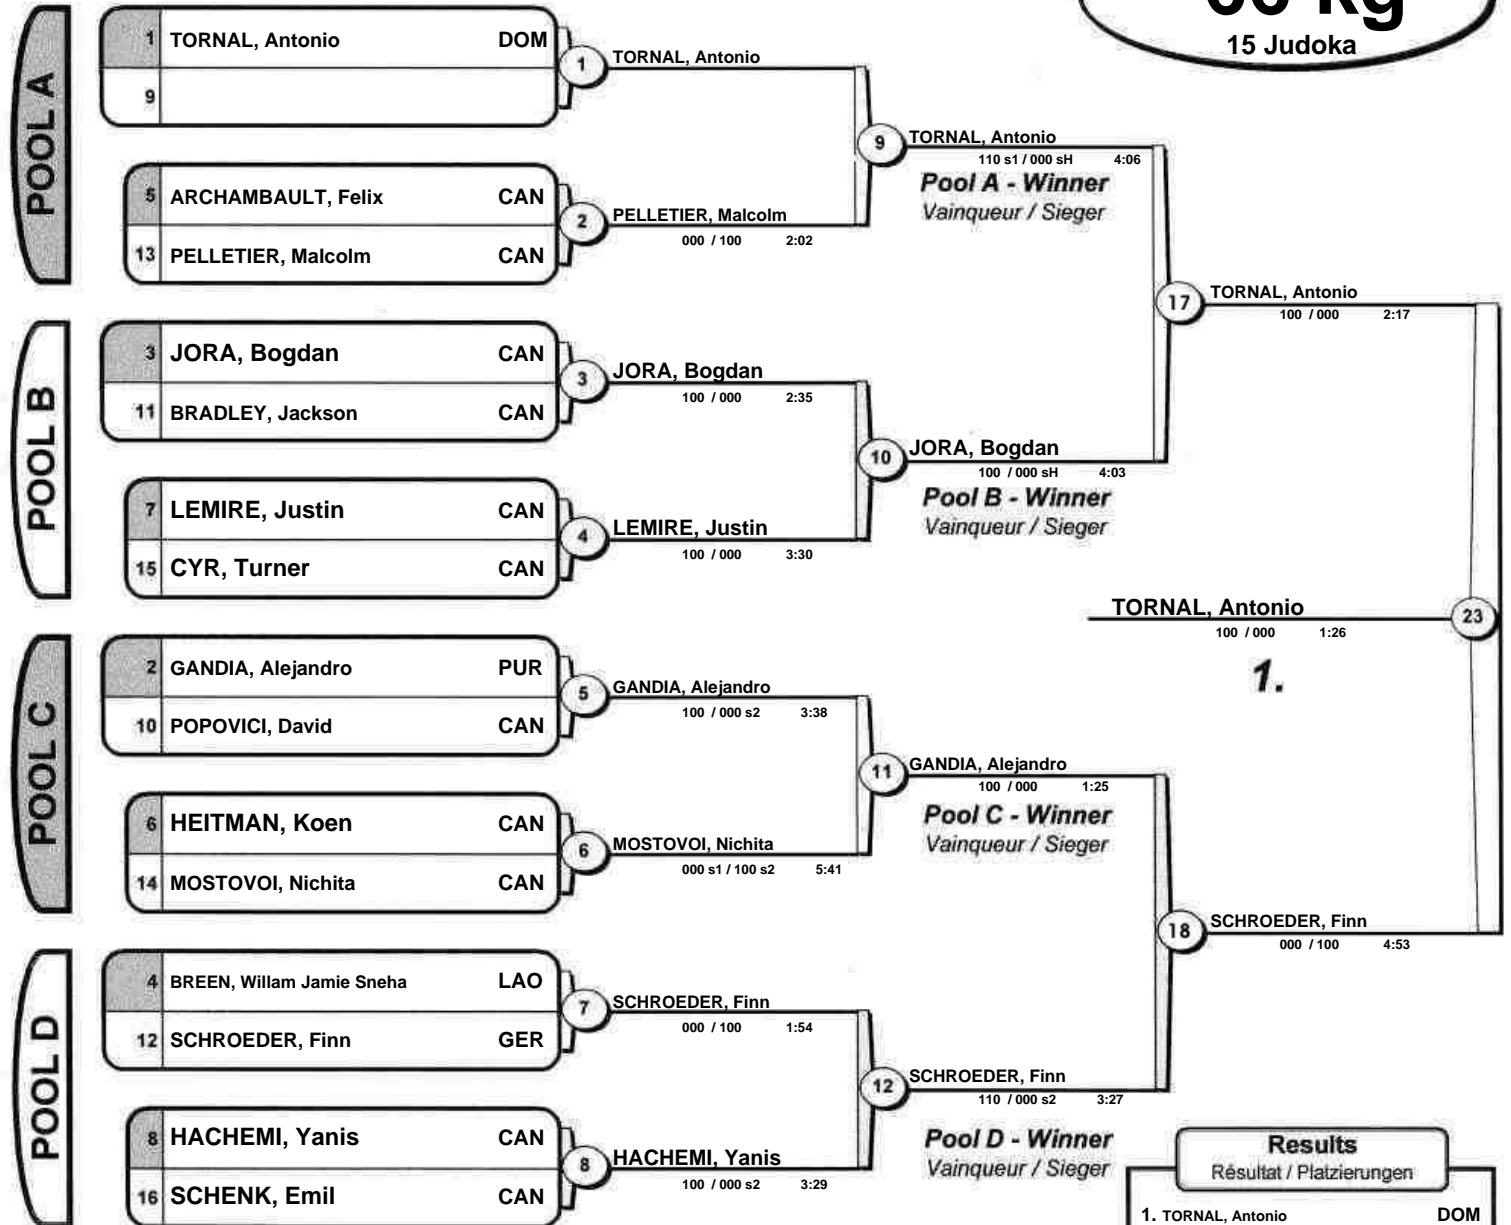 15 Judoka
POOL A
1 TORNAL, Antonio DOM
9
1
TORNAL, Antonio
5 ARCHAMBAULT, Felix CAN
13 PELLETIER, Malcolm CAN
2
PELLETIER, Malcolm
000 / 100 2:02
9
TORNAL, Antonio
110 s1 / 000 sH 4:06
Pool A - Winner
Vainqueur / Sieger
POOL B
3 JORA, Bogdan CAN
11 BRADLEY, Jackson CAN
3
JORA, Bogdan
100 / 000 2:35
7 LEMIRE, Justin CAN
15 CYR, Turner CAN
4
LEMIRE, Justin
100 / 000 3:30
10
JORA, Bogdan
100 / 000 sH 4:03
Pool B - Winner
Vainqueur / Sieger
17
TORNAL, Antonio
100 / 000 2:17
POOL C
2 GANDIA, Alejandro PUR
10 POPOVICI, David CAN
5
GANDIA, Alejandro
100 / 000 s2 3:38
6 HEITMAN, Koen CAN
14 MOSTOVOI, Nichita CAN
6
MOSTOVOI, Nichita
000 s1 / 100 s2 5:41
11
GANDIA, Alejandro
100 / 000 1:25
Pool C - Winner
Vainqueur / Sieger
POOL D
4 BREEN, Willam Jamie Sneha LAO
12 SCHROEDER, Finn GER
7
SCHROEDER, Finn
000 / 100 1:54
8 HACHEMI, Yanis CAN
16 SCHENK, Emil CAN
8
HACHEMI, Yanis
100 / 000 s2 3:29
12
SCHROEDER, Finn
110 / 000 s2 3:27
Pool D - Winner
Vainqueur / Sieger
18
SCHROEDER, Finn
000 / 100 4:53
23
TORNAL, Antonio
100 / 000 1:26
1.
Results
Résultat / Platzierungen
1. TORNAL, Antonio DOM